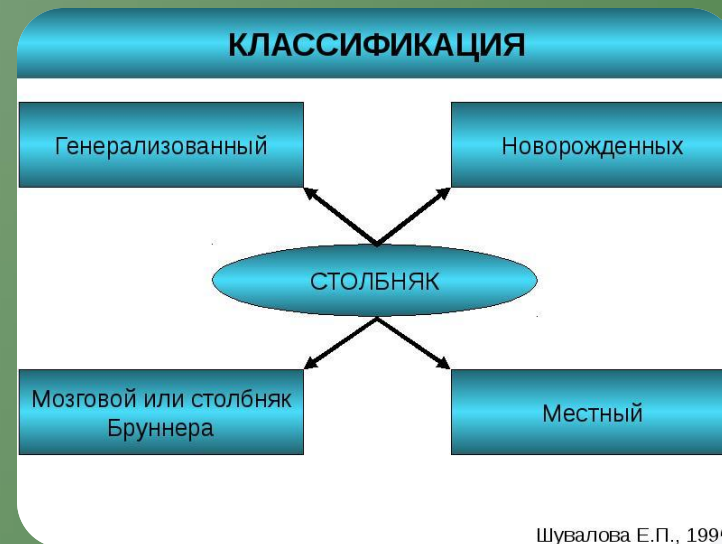 КЛАССИФИКАЦИЯ
Генерализованный
Новорожденных
СТОЛБНЯК
Мозговой или столбняк
Бруннера
Местный
Шувалова Е.П., 199